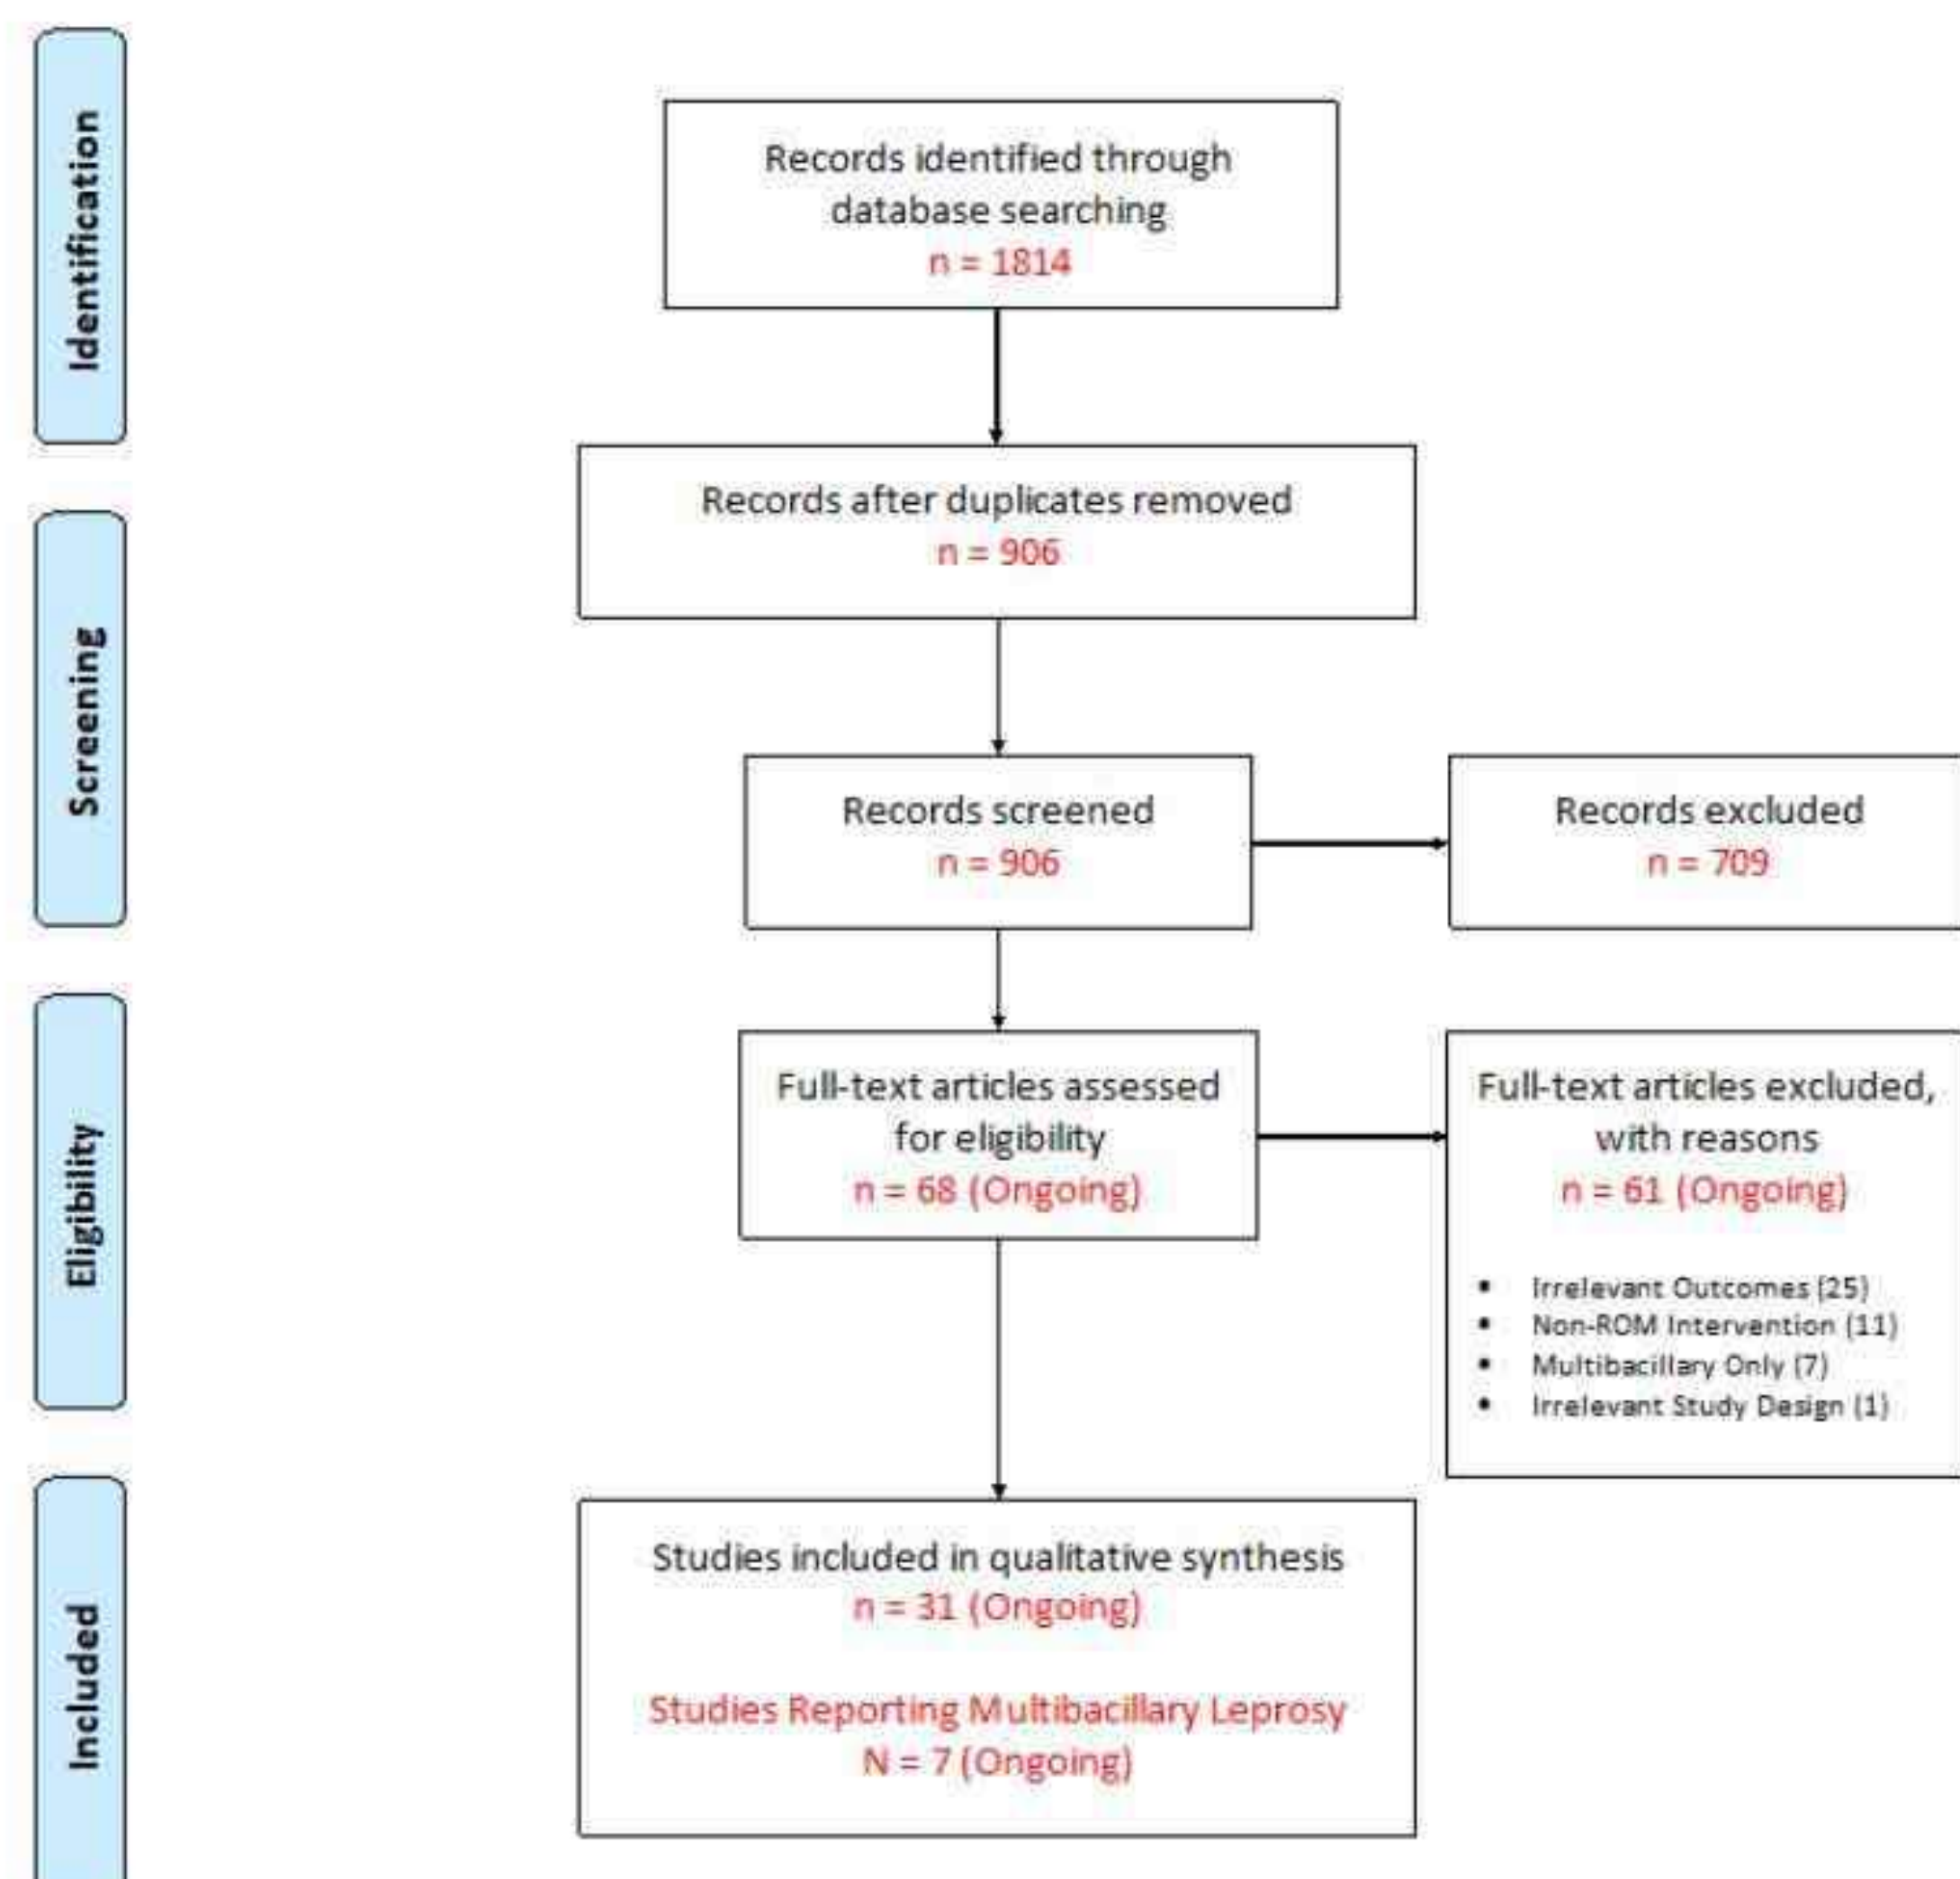 Identification
Records identified through
database searching
n = 1814
Records after duplicates removed
n = 906
Screening
Records screened
n = 906
Records excluded
n = 709
Eligibility
Full-text articles assessed
for eligibility
n = 68 (Ongoing)
Full-text articles excluded,
with reasons
n = 61 (Ongoing)
• Irrelevant Outcomes (25)
• Non-ROM Intervention (11)
• Multibacillary Only (7)
• Irrelevant Study Design (1)
Included
Studies included in qualitative synthesis
n = 31 (Ongoing)
Studies Reporting Multibacillary Leprosy
N = 7 (Ongoing)